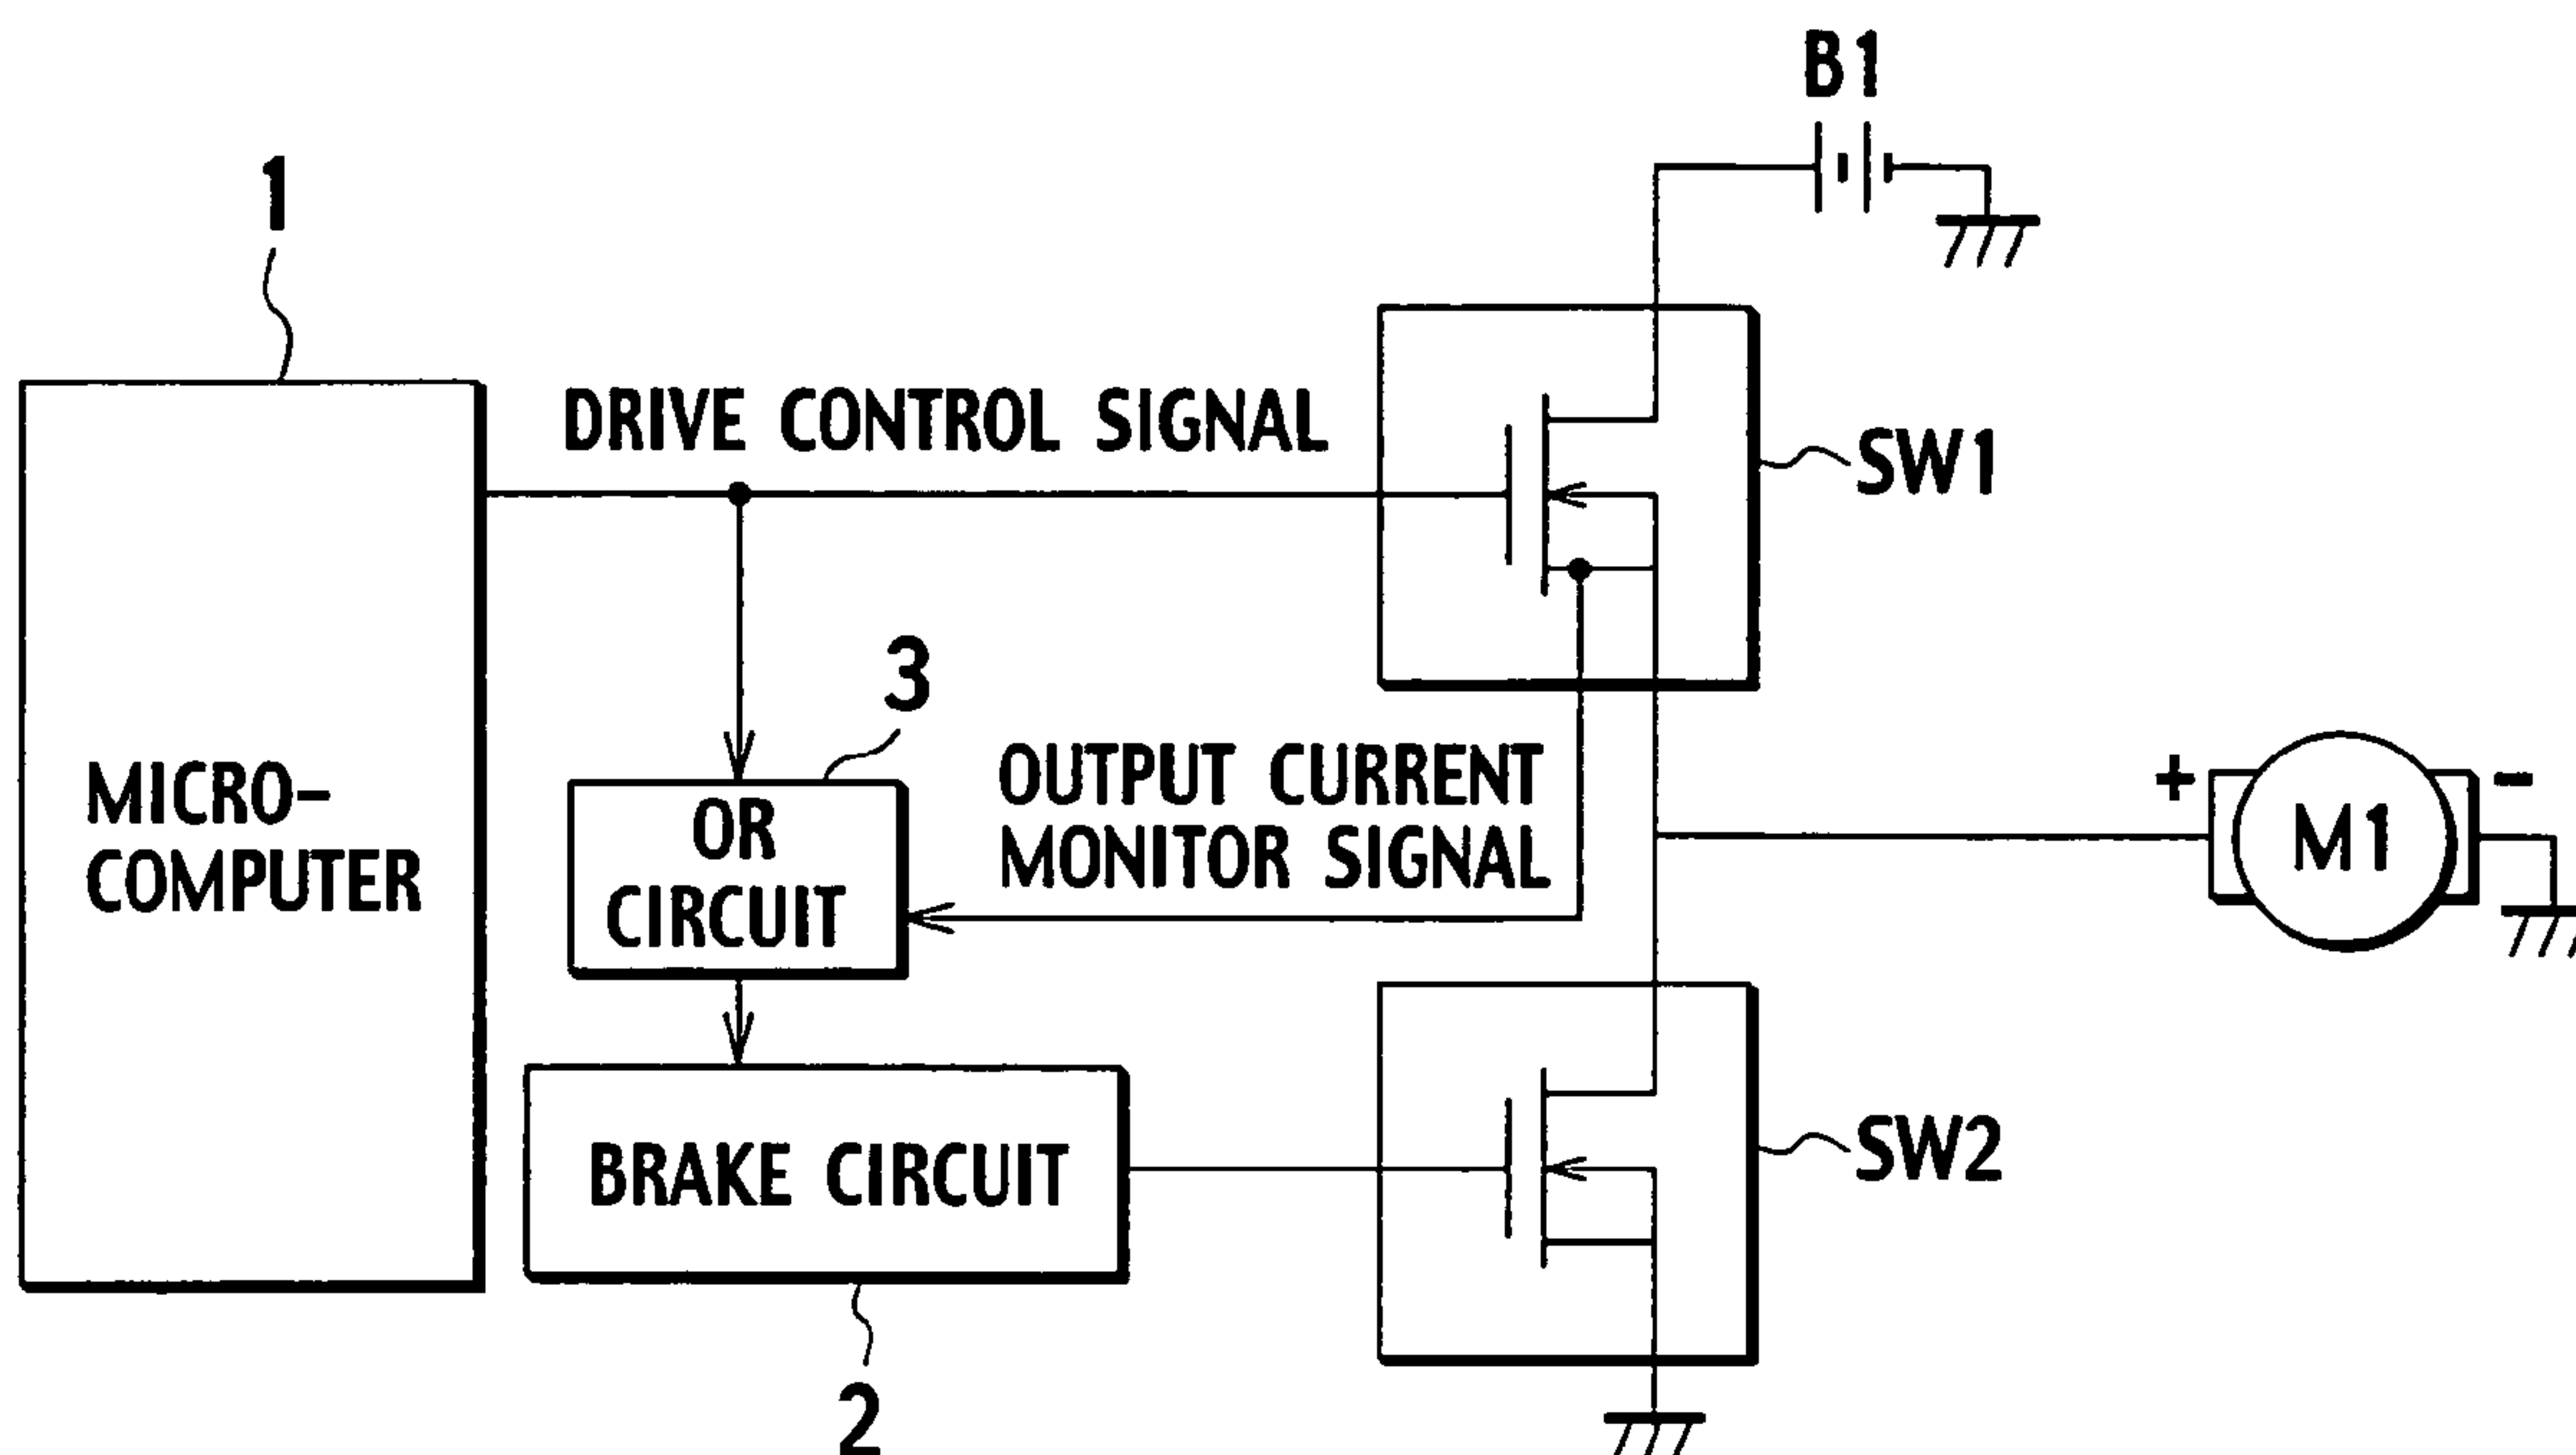 B1
1
DRIVE CONTROL SIGNAL
SW1
3
MICRO-
COMPUTER
OR
CIRCUIT
OUTPUT CURRENT
MONITOR SIGNAL
+
M1
-
BRAKE CIRCUIT
SW2
2